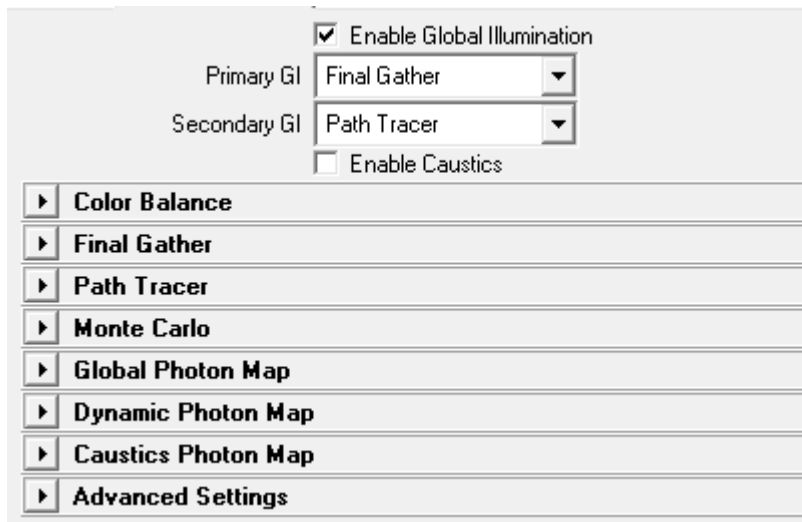 Enable Global Illumination
Primary GI Final Gather
Secondary GI Path Tracer
Enable Caustics
Color Balance
Final Gather
Path Tracer
Monte Carlo
Global Photon Map
Dynamic Photon Map
Caustics Photon Map
Advanced Settings